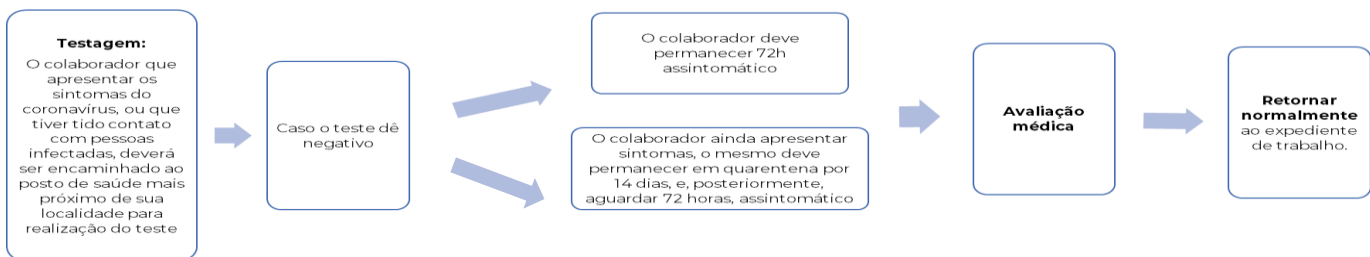 Testagem:
O colaborador que
apresentar os
sintomas do
coronavírus, ou que
tiver tido contato
com pessoas
infectadas, deverá
ser encaminhado ao
posto de saúde mais
próximo de sua
localidade para
realização do teste
Caso o teste dê
negativo
O colaborador deve
permanecer 72h
assintomático
O colaborador ainda apresentar
sintomas, o mesmo deve
permanecer em quarentena por
14 dias, e, posteriormente,
aguardar 72 horas, assintomático
Avaliação
médica
Retornar
normalmente
ao expediente
de trabalho.